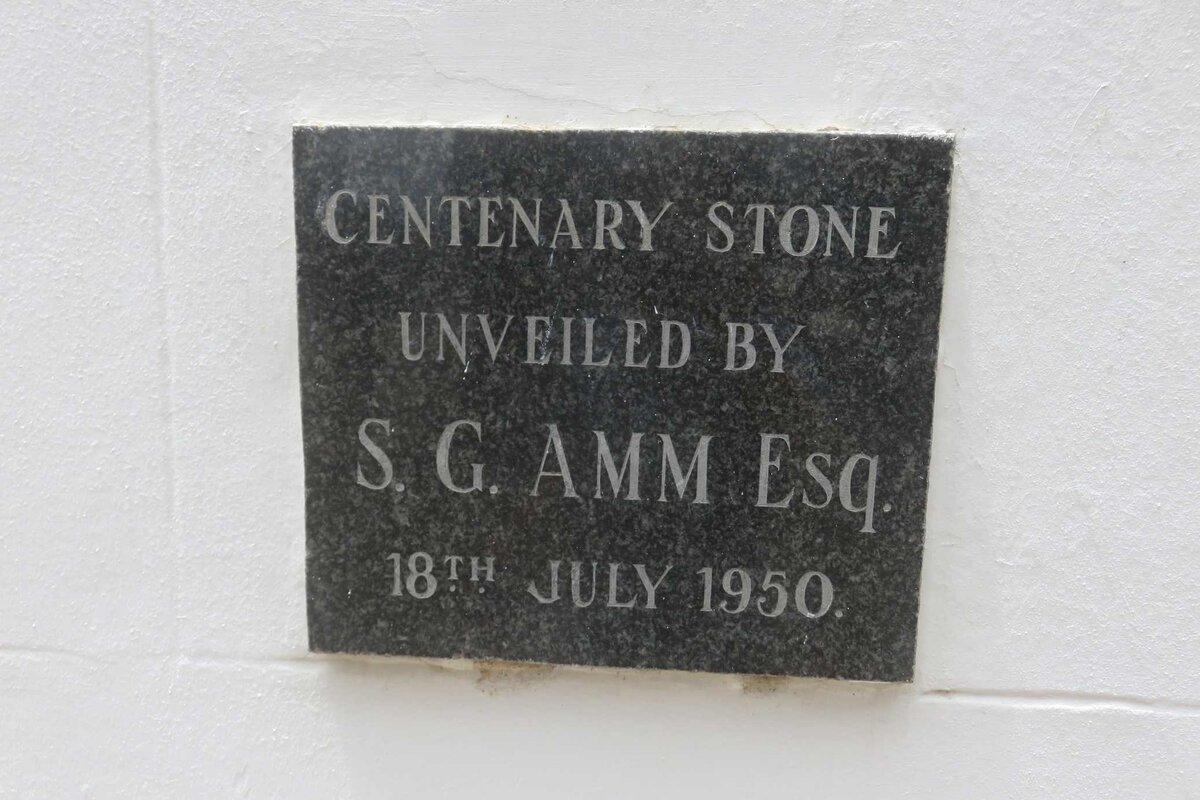 CENTENARY STONE
UNVEILED BY
S. G. AMM Esq.
18TH JULY 1950.